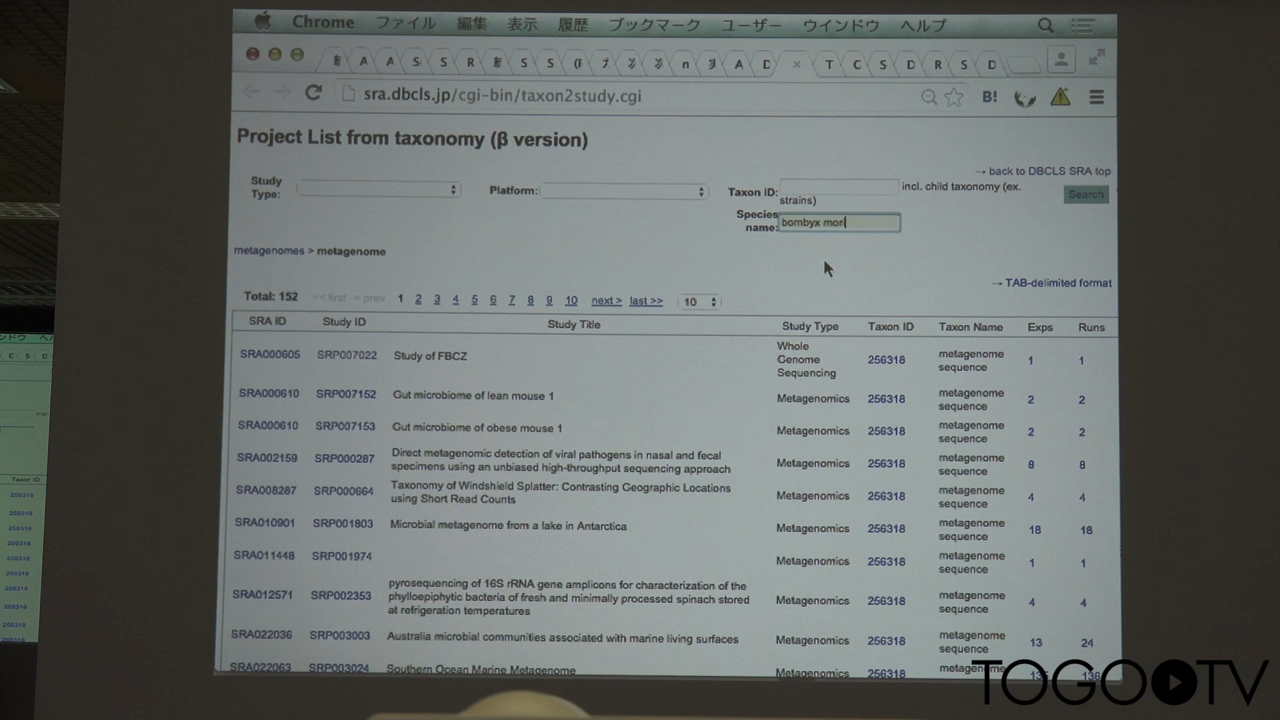 Chrome ファイル 編集 表示 履歴 ブックマーク ユーザー ウインドウ ヘルプ
A A S S R S S n A D × T C S D R S D
sra.dbcls.jp/cgi-bin/taxon2study.cgi B!
Project List from taxonomy (β version)
→ back to DBCLS SRA top
Study Type: Platform: Taxon ID: incl. child taxonomy (ex. strains) Search
Species name: bombyx mori
metagenomes > metagenome
→ TAB-delimited format
Total: 152 << first < prev 1 2 3 4 5 6 7 8 9 10 next > last >> 10
SRA ID Study ID Study Title Study Type Taxon ID Taxon Name Exps Runs
SRA000605 SRP007022 Study of FBCZ Whole Genome Sequencing 256318 metagenome sequence 1 1
SRA000610 SRP007152 Gut microbiome of lean mouse 1 Metagenomics 256318 metagenome sequence 2 2
SRA000610 SRP007153 Gut microbiome of obese mouse 1 Metagenomics 256318 metagenome sequence 2 2
SRA002159 SRP000287 Direct metagenomic detection of viral pathogens in nasal and fecal specimens using an unbiased high-throughput sequencing approach Metagenomics 256318 metagenome sequence 8 8
SRA008287 SRP000664 Taxonomy of Windshield Splatter: Contrasting Geographic Locations using Short Read Counts Metagenomics 256318 metagenome sequence 4 4
SRA010901 SRP001803 Microbial metagenome from a lake in Antarctica Metagenomics 256318 metagenome sequence 18 18
SRA011448 SRP001974 Metagenomics 256318 metagenome sequence 1 1
SRA012571 SRP002353 pyrosequencing of 16S rRNA gene amplicons for characterization of the phylloepiphytic bacteria of fresh and minimally processed spinach stored at refrigeration temperatures Metagenomics 256318 metagenome sequence 4 4
SRA022036 SRP003003 Australia microbial communities associated with marine living surfaces Metagenomics 256318 metagenome sequence 13 24
SRA022063 SRP003024 Southern Ocean Marine Metagenome Metagenomics 256318 metagenome
TOGOTV
Taxon ID
256318
256318
256318
256318
256318
256318
256318
256318
256318
256318